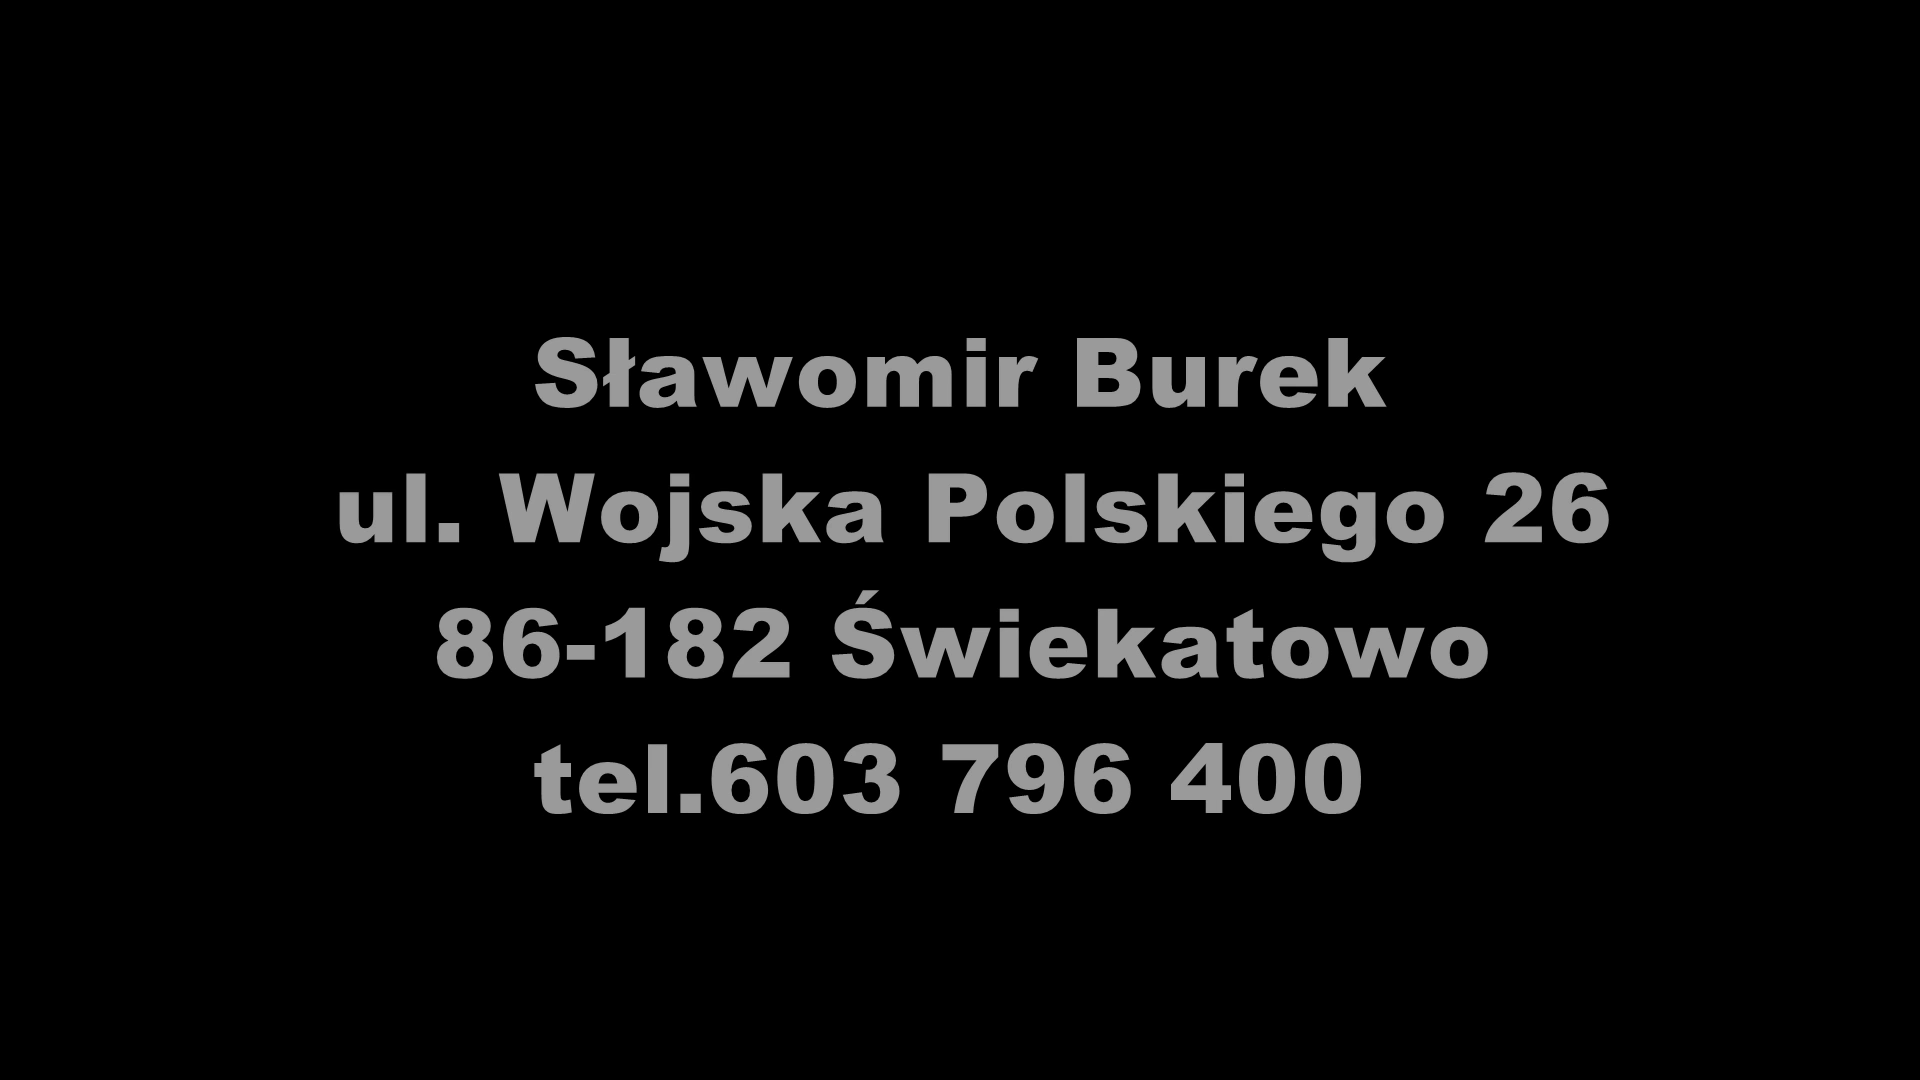 Sławomir Burek
ul. Wojska Polskiego 26
86-182 Świekatowo
tel.603 796 400